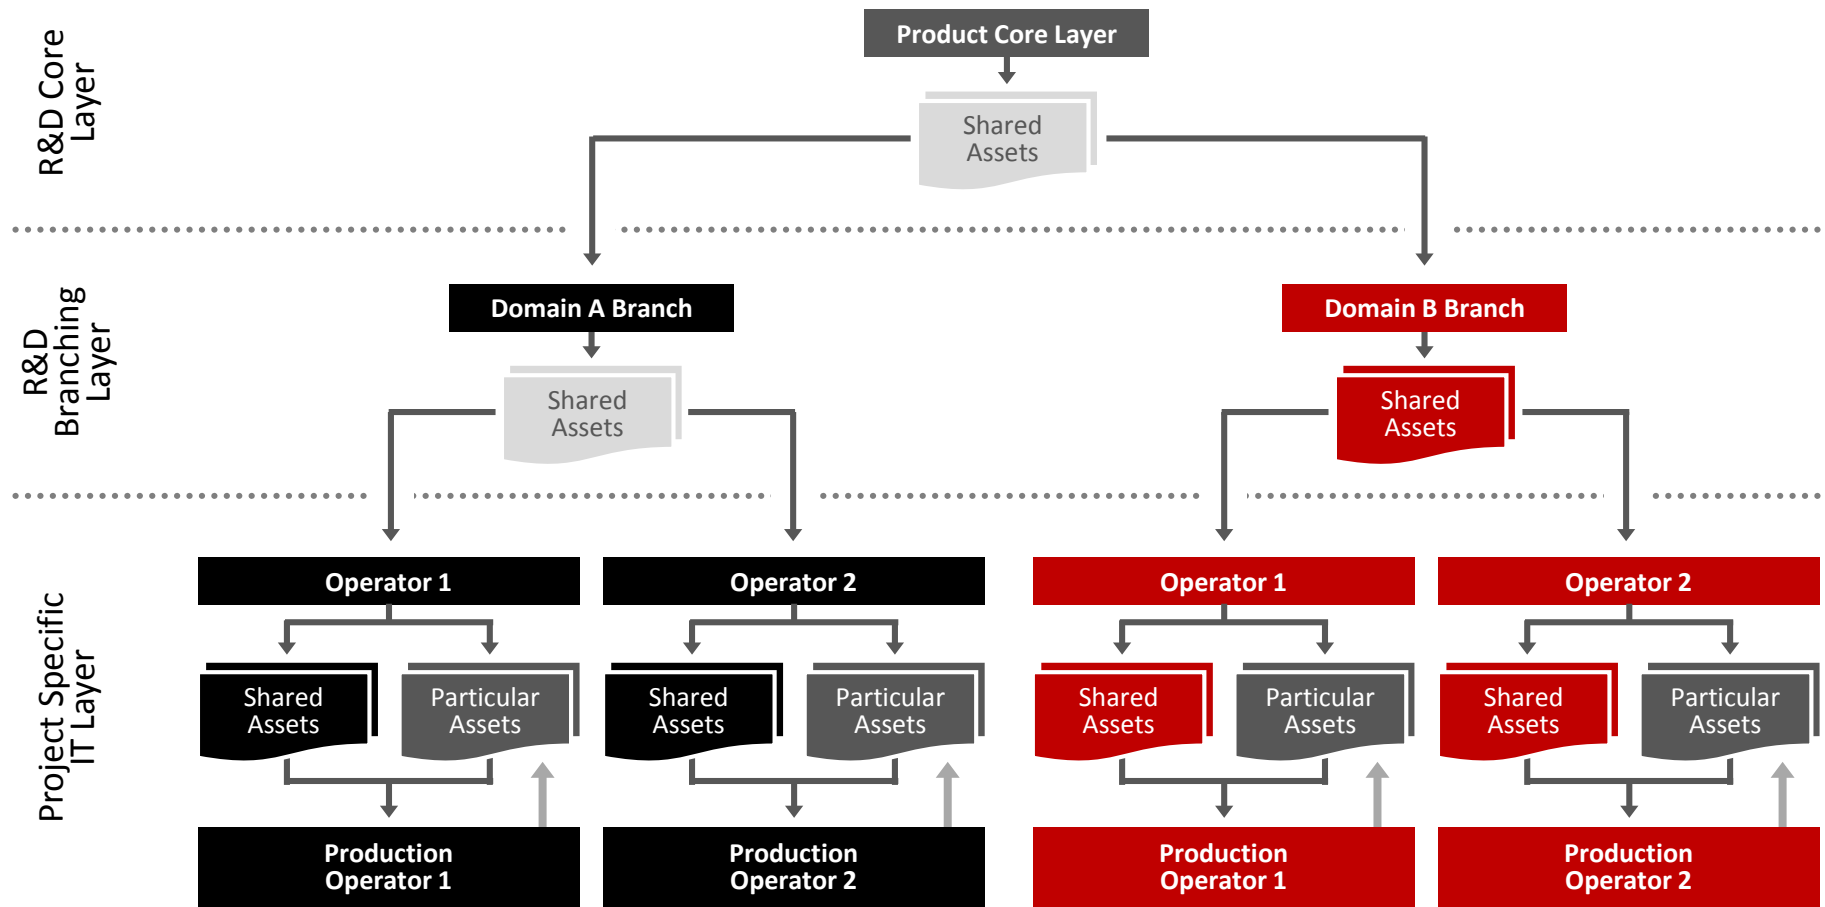 R&D Core
Layer
Product Core Layer
Shared
Assets
R&D
Branching
Layer
Domain A Branch
Domain B Branch
Shared
Assets
Shared
Assets
Project Specific
IT Layer
Operator 1
Operator 2
Operator 1
Operator 2
Shared
Assets
Particular
Assets
Shared
Assets
Particular
Assets
Shared
Assets
Particular
Assets
Shared
Assets
Particular
Assets
Production
Operator 1
Production
Operator 2
Production
Operator 1
Production
Operator 2